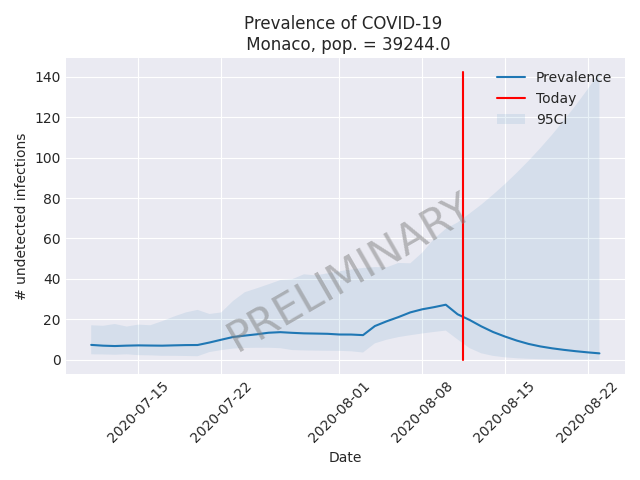 Prevalence of COVID-19
Monaco, pop. = 39244.0
# undetected infections
140
120
100
80
60
40
20
0
Prevalence
Today
95CI
PRELIMINARY
2020-07-15
2020-07-22
2020-08-01
2020-08-08
2020-08-15
2020-08-22
Date